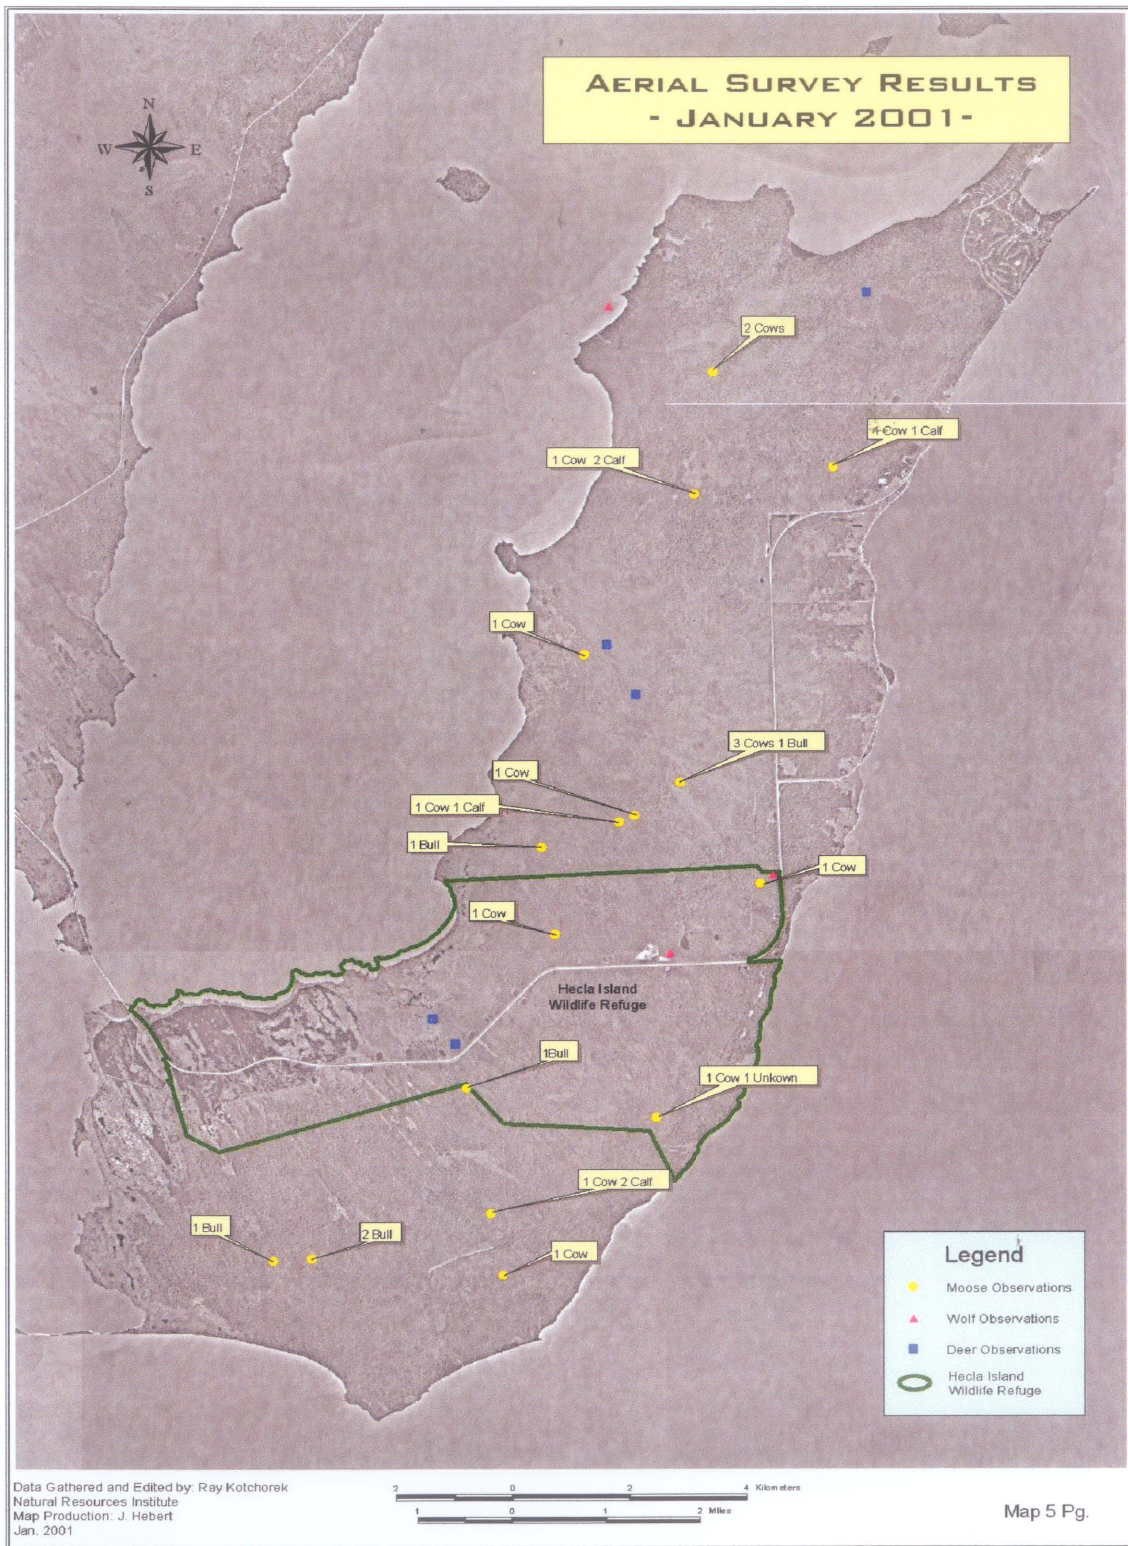 AERIAL SURVEY RESULTS
- JANUARY 2001-
N
W E
S
2 Cows
1 Cow 1 Calf
1 Cow 2 Calf
1 Cow
3 Cows 1 Bull
1 Cow
1 Cow 1 Calf
1 Bull
1 Cow
1 Cow
Hecla Island
Wildlife Refuge
1Bull
1 Cow 1 Unkown
1 Cow 2 Calf
1 Bull
2 Bull
1 Cow
Legend
Moose Observations
Wolf Observations
Deer Observations
Hecla Island
Wildlife Refuge
Data Gathered and Edited by: Ray Kotchorek
Natural Resources Institute
Map Production: J. Hebert
Jan. 2001
2 0 2 4 Kilometers
1 0 1 2 Miles
Map 5 Pg.